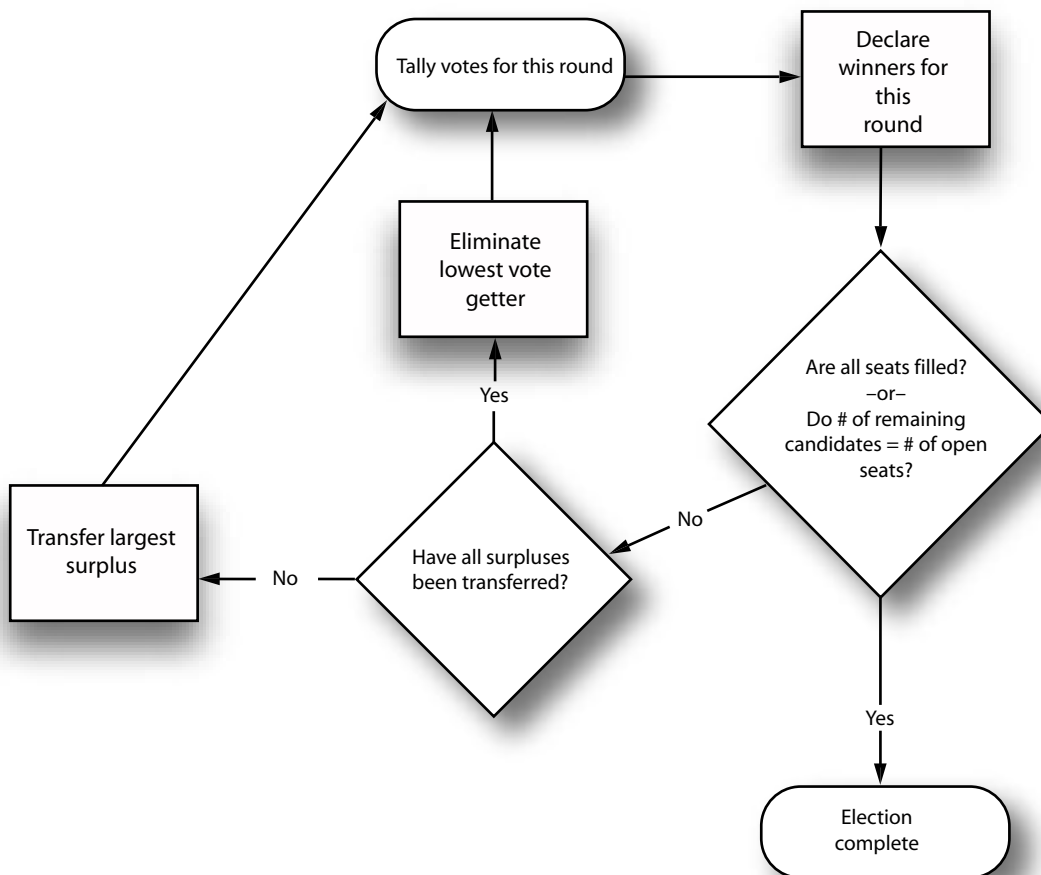 Tally votes for this round
Declare
winners for
this
round
Eliminate
lowest vote
getter
Are all seats filled?
–or–
Do # of remaining
candidates = # of open
seats?
Yes
No
Transfer largest
surplus
No
Have all surpluses
been transferred?
Yes
Election
complete